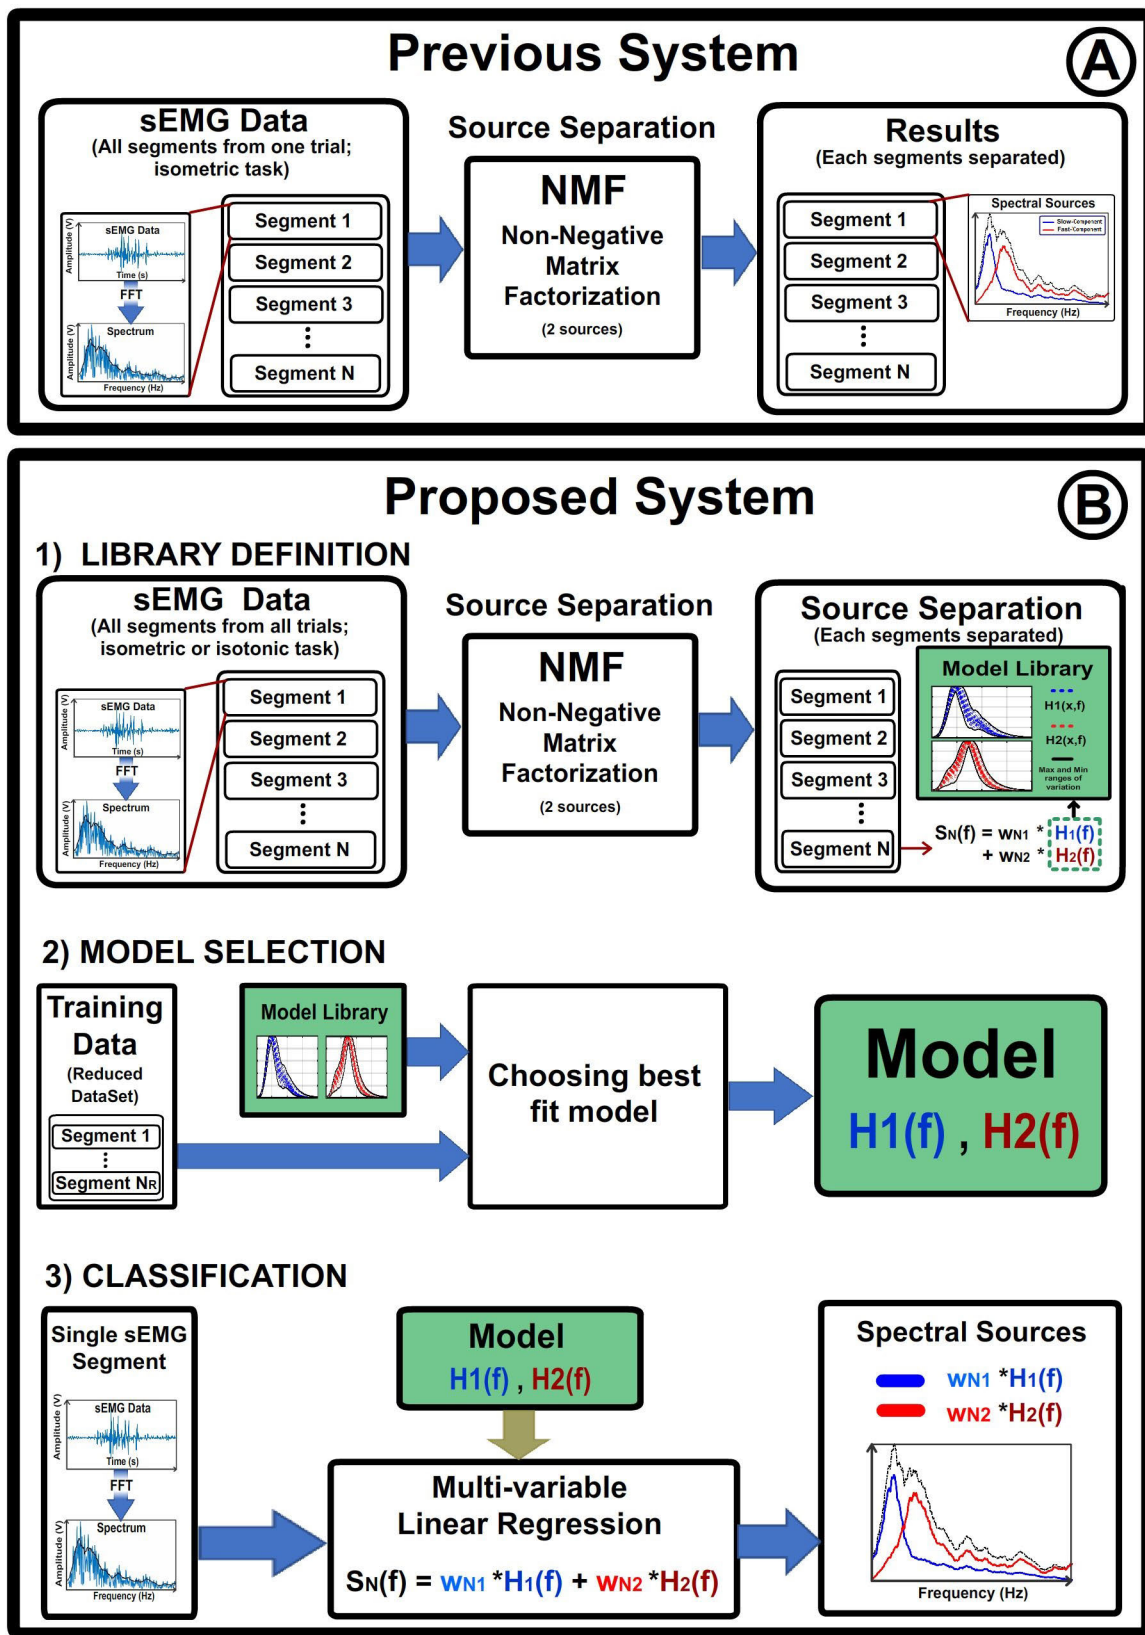 Previous System
A
sEMG Data
(All segments from one trial;
isometric task)
Amplitude (V)
sEMG Data
Time (s)
FFT
Amplitude (V)
Spectrum
Frequency (Hz)
Segment 1
Segment 2
Segment 3
Segment N
Source Separation
NMF
Non-Negative
Matrix
Factorization
(2 sources)
Results
(Each segments separated)
Segment 1
Segment 2
Segment 3
Segment N
Spectral Sources
Slow-Component
Fast-Component
Frequency (Hz)
Proposed System
B
1) LIBRARY DEFINITION
sEMG Data
(All segments from all trials;
isometric or isotonic task)
Amplitude (V)
sEMG Data
Time (s)
FFT
Amplitude (V)
Spectrum
Frequency (Hz)
Segment 1
Segment 2
Segment 3
Segment N
Source Separation
NMF
Non-Negative
Matrix
Factorization
(2 sources)
Source Separation
(Each segments separated)
Segment 1
Segment 2
Segment 3
Segment N
Model Library
H1(x,f)
H2(x,f)
Max and Min
ranges of
variation
SN(f) = wN1 * H1(f)
+ wN2 * H2(f)
2) MODEL SELECTION
Training
Data
(Reduced
DataSet)
Segment 1
Segment NR
Model Library
Choosing best
fit model
Model
H1(f) , H2(f)
3) CLASSIFICATION
Single sEMG
Segment
Amplitude (V)
sEMG Data
Time (s)
FFT
Amplitude (V)
Spectrum
Frequency (Hz)
Model
H1(f) , H2(f)
Multi-variable
Linear Regression
SN(f) = wN1 *H1(f) + wN2 *H2(f)
Spectral Sources
wN1 *H1(f)
wN2 *H2(f)
Frequency (Hz)